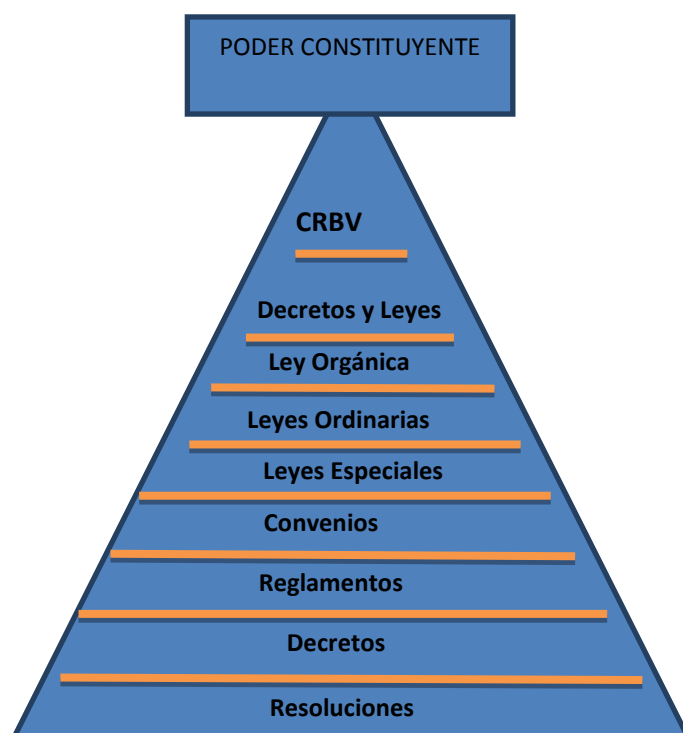 PODER CONSTITUYENTE
CRBV
Decretos y Leyes
Ley Orgánica
Leyes Ordinarias
Leyes Especiales
Convenios
Reglamentos
Decretos
Resoluciones